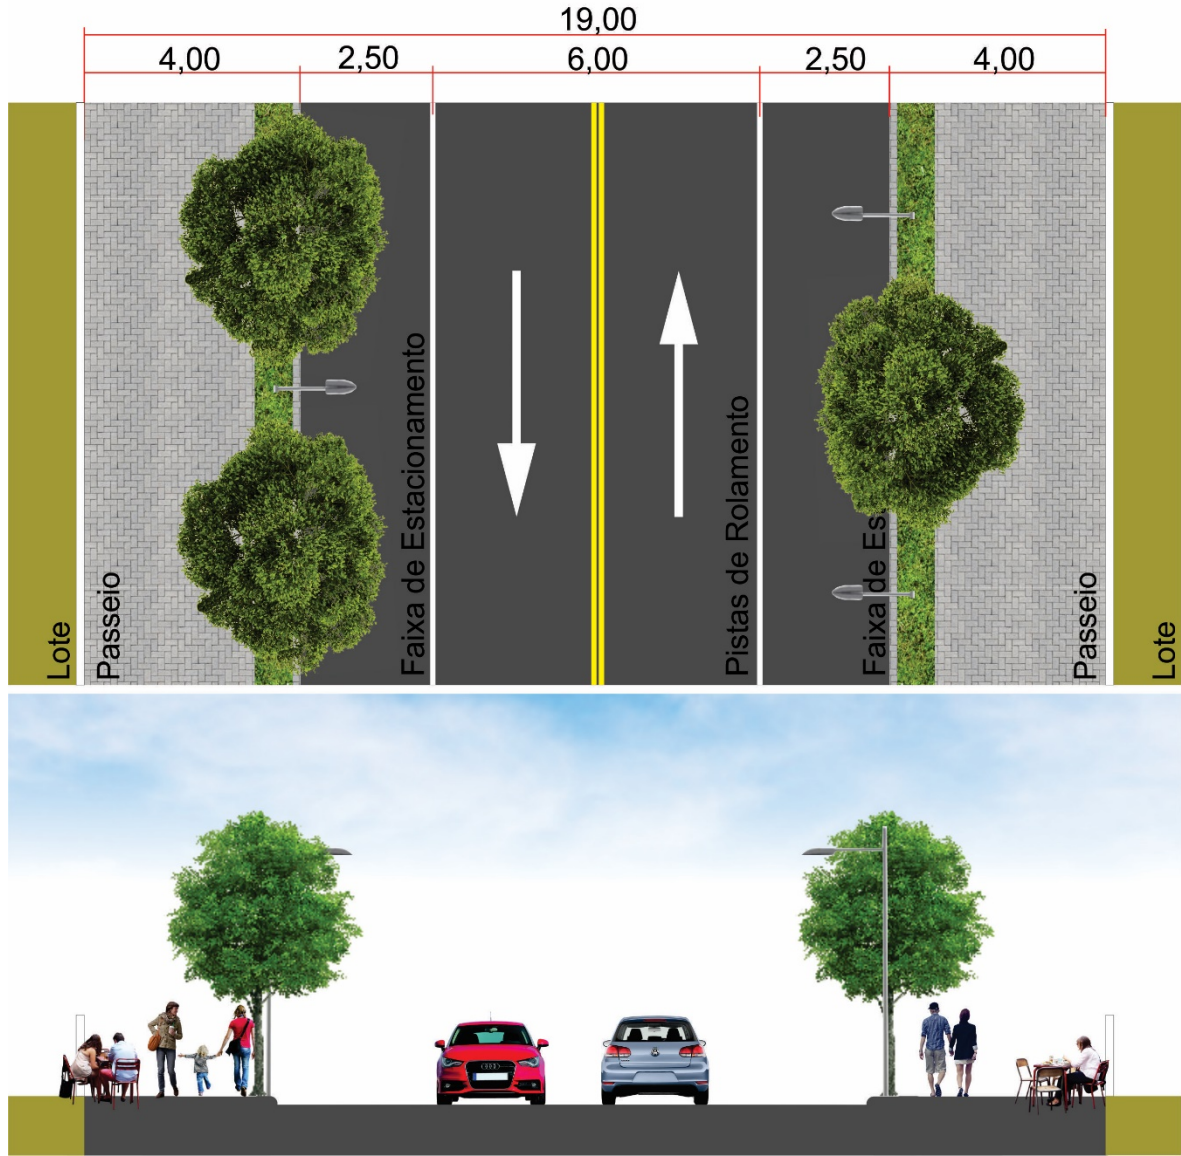 19,00
4,00
2,50
6,00
2,50
4,00
Lote
Passeio
Faixa de Estacionamento
Pistas de Rolamento
Faixa de Es
Passeio
Lote